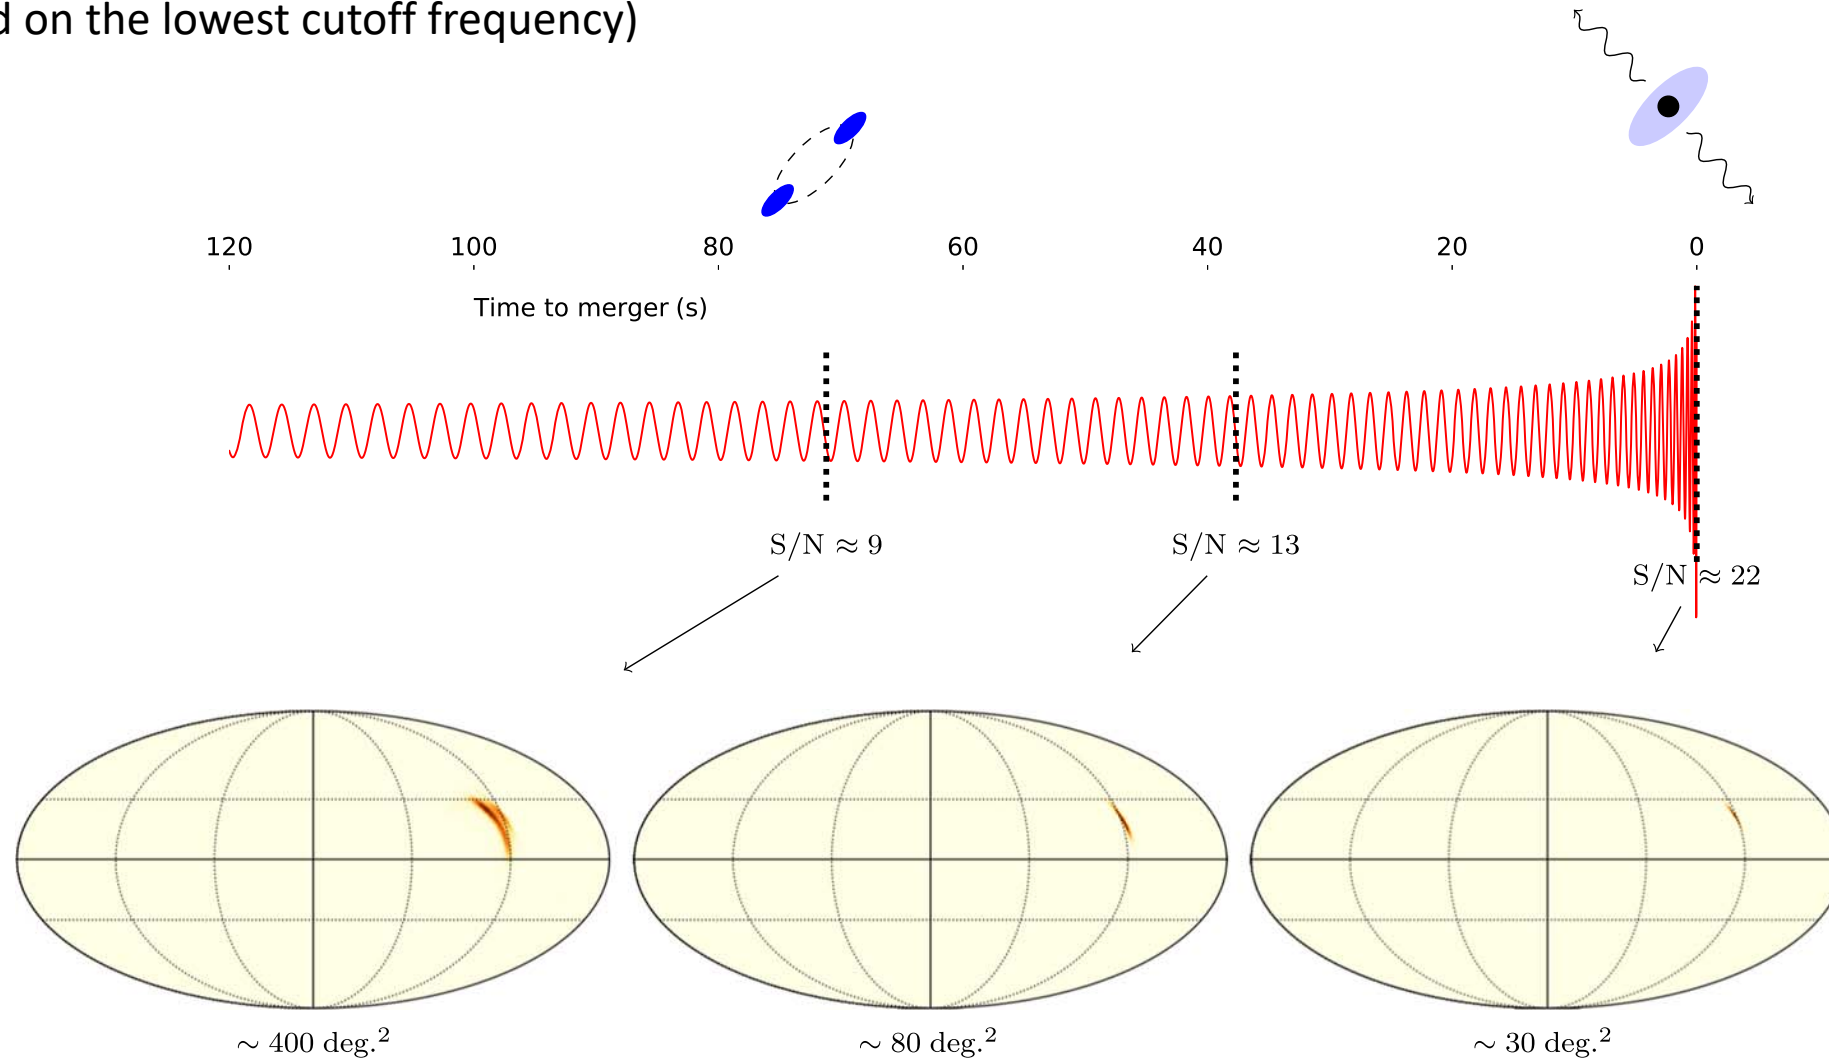 d on the lowest cutoff frequency)
120 100 80 60 40 20 0
Time to merger (s)
S/N ≈ 9
S/N ≈ 13
S/N ≈ 22
∼ 400 deg.²
∼ 80 deg.²
∼ 30 deg.²